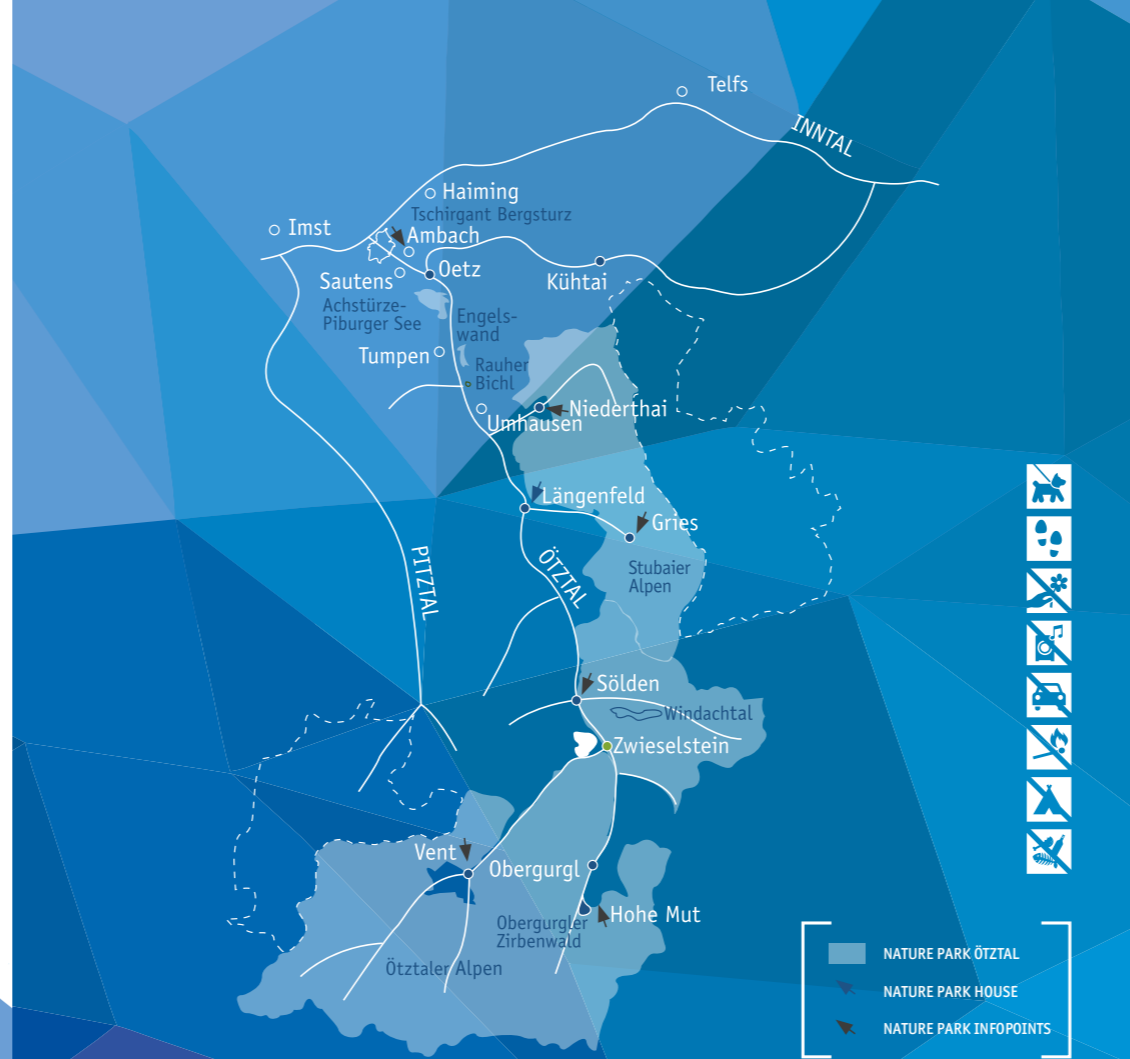 Telfs
INNTAL
Haiming
Tschirgant Bergsturz
Imst
Ambach
Oetz
Sautens
Kühtai
Achstürze-
Piburger See
Engels-
wand
Tumpen
Rauher
Bichl
Niederthai
Umhausen
Längenfeld
Gries
PITZTAL
ÖTZTAL
Stubaier
Alpen
Sölden
Windachtal
Zwieselstein
Vent
Obergurgl
Hohe Mut
Obergurgler
Zirbenwald
Ötztaler Alpen
NATURE PARK ÖTZTAL
NATURE PARK HOUSE
NATURE PARK INFOPOINTS